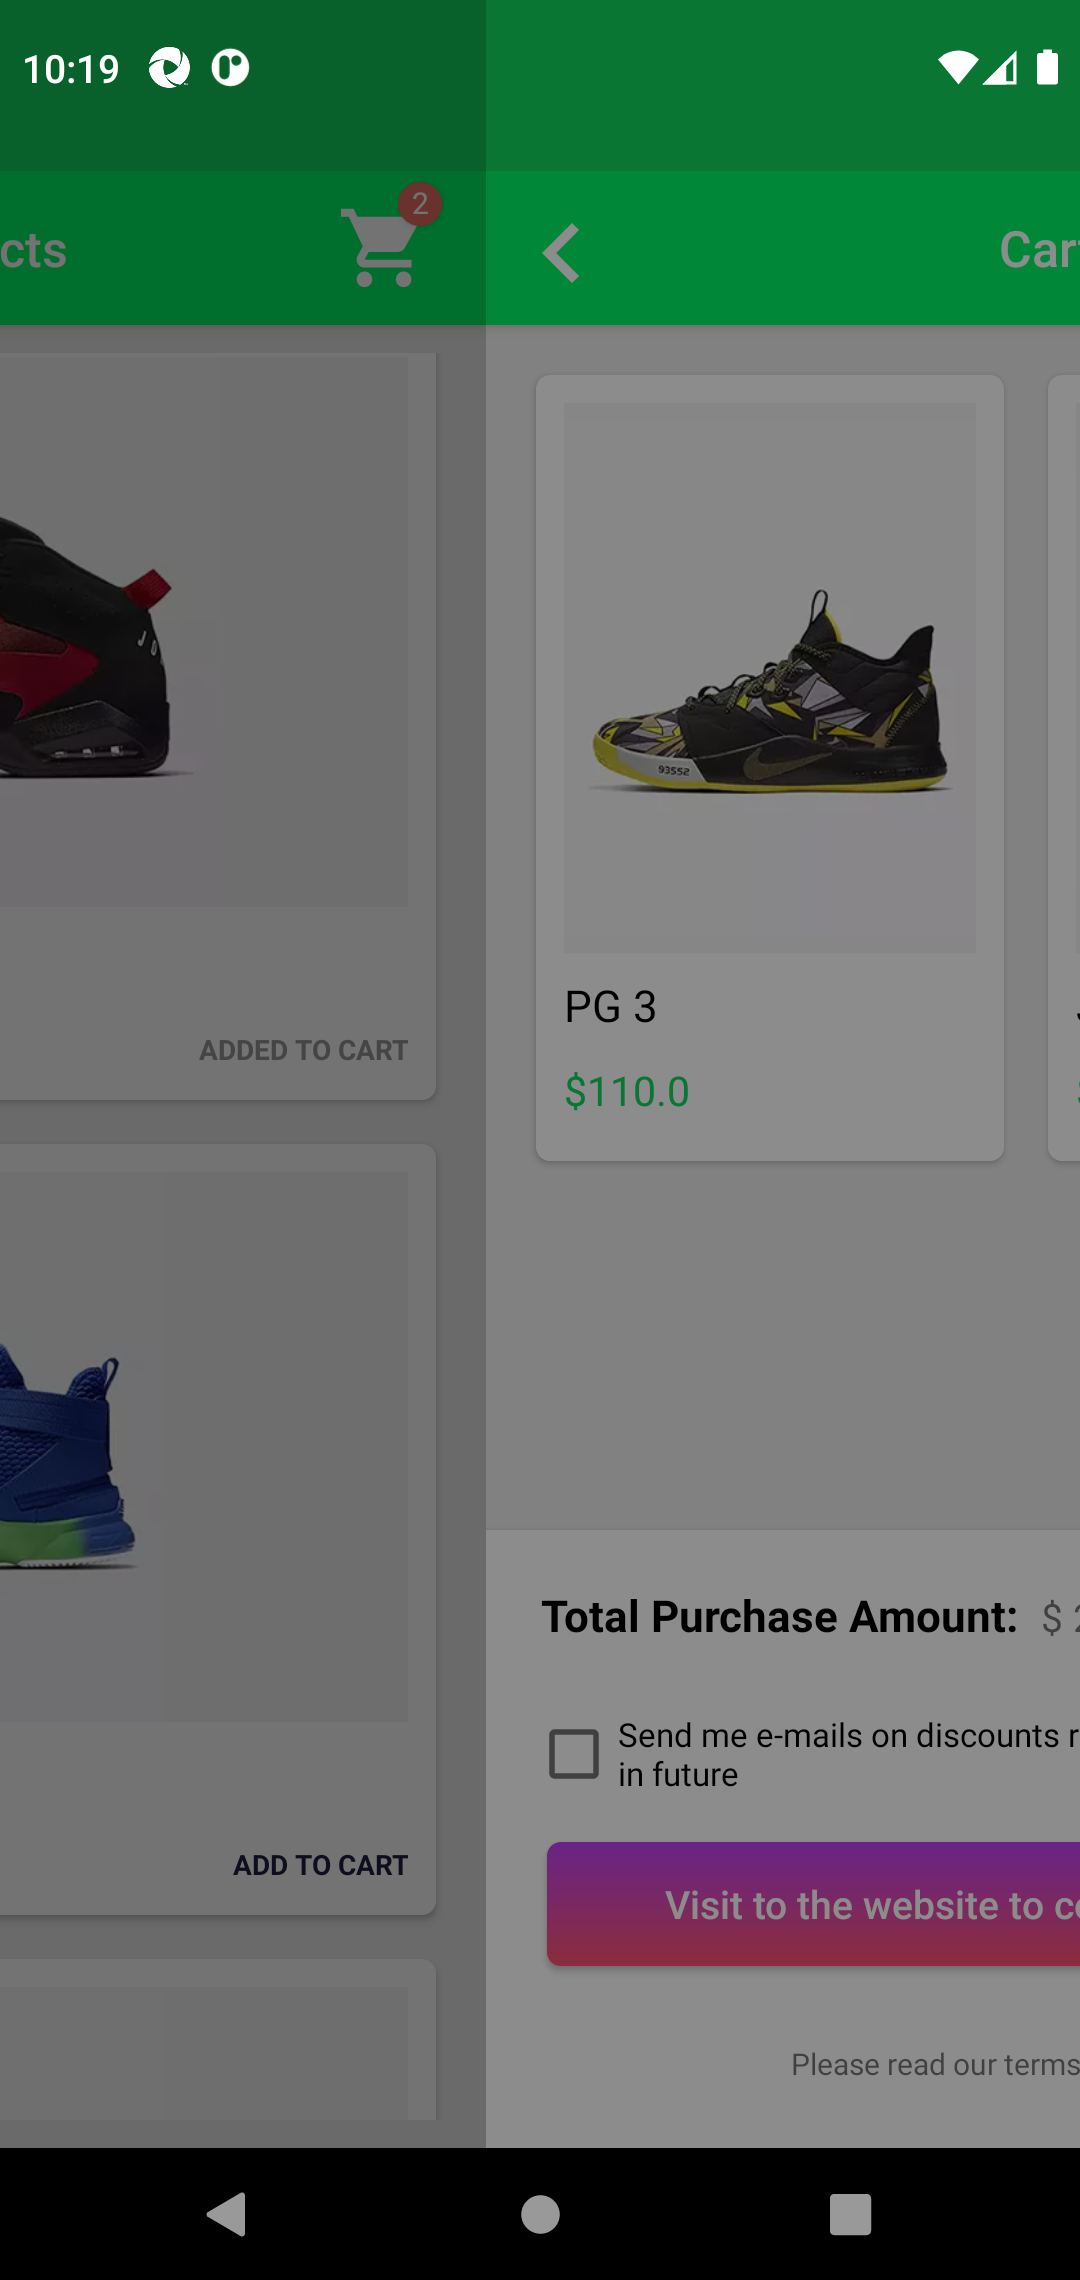 10:19
cts
2
Car
93552
PG 3
$110.0
ADDED TO CART
ADD TO CART
Total Purchase Amount: $ 2
Send me e-mails on discounts r
in future
Visit to the website to c
Please read our terms